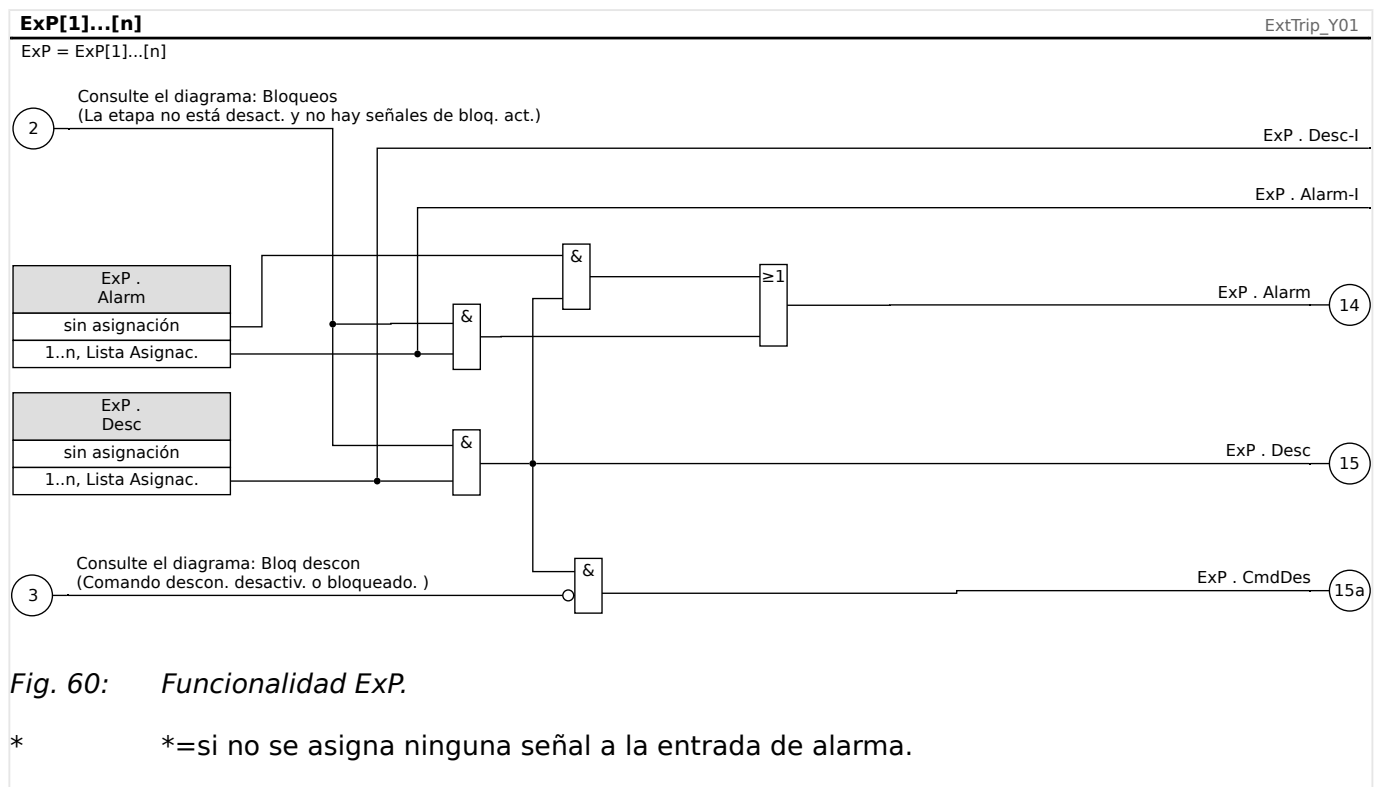 ExP[1]...[n]
ExtTrip_Y01
ExP = ExP[1]...[n]
Consulte el diagrama: Bloqueos
(La etapa no está desact. y no hay señales de bloq. act.)
2
ExP . Desc-I
ExP . Alarm-I
&
ExP .
Alarm
sin asignación
1..n, Lista Asignac.
&
≥1
ExP . Alarm
14
ExP .
Desc
sin asignación
1..n, Lista Asignac.
&
ExP . Desc
15
Consulte el diagrama: Bloq descon
(Comando descon. desactiv. o bloqueado. )
3
&
ExP . CmdDes
15a
Fig. 60: Funcionalidad ExP.
* *=si no se asigna ninguna señal a la entrada de alarma.